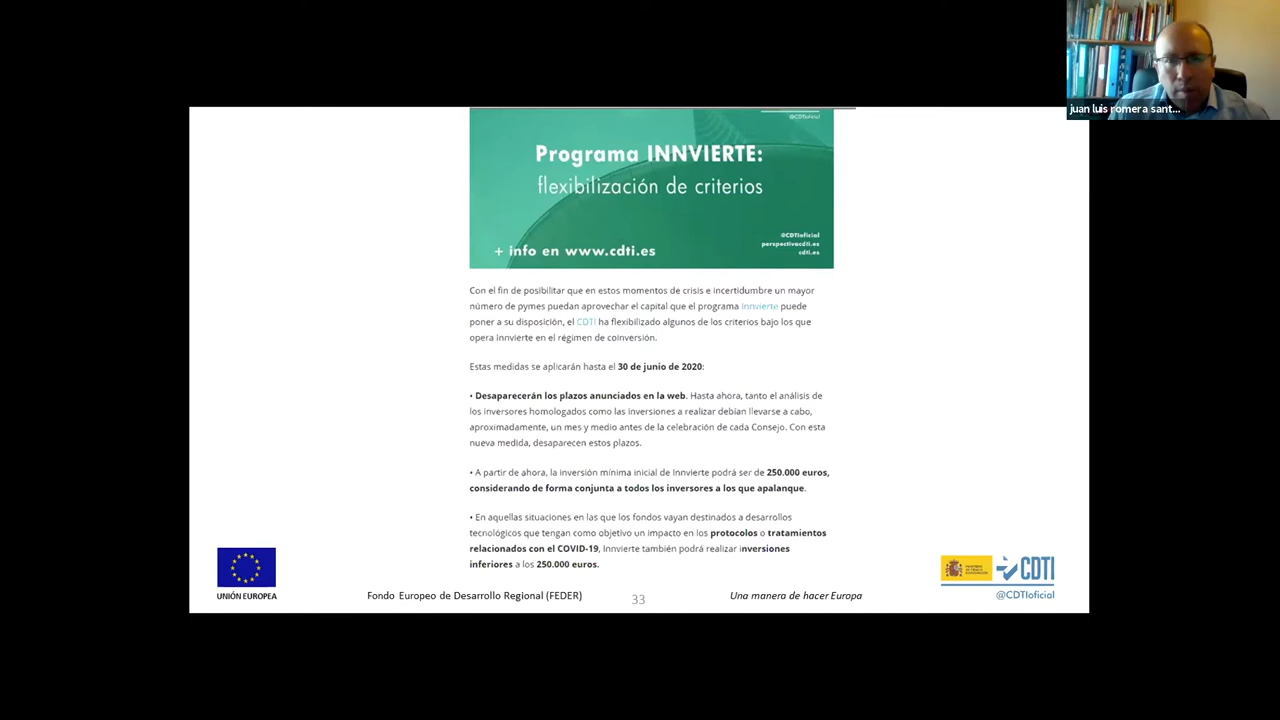 juan luis romera sant...
@CDTIoficial
Programa INNVIERTE:
flexibilización de criterios
@CDTIoficial
perspectivacdti.es
cdti.es
+ info en www.cdti.es
Con el fin de posibilitar que en estos momentos de crisis e incertidumbre un mayor
número de pymes puedan aprovechar el capital que el programa Innvierte puede
poner a su disposición, el CDTI ha flexibilizado algunos de los criterios bajo los que
opera Innvierte en el régimen de coinversión.
Estas medidas se aplicarán hasta el 30 de junio de 2020:
• Desaparecerán los plazos anunciados en la web. Hasta ahora, tanto el análisis de
los inversores homologados como las inversiones a realizar debían llevarse a cabo,
aproximadamente, un mes y medio antes de la celebración de cada Consejo. Con esta
nueva medida, desaparecen estos plazos.
• A partir de ahora, la inversión mínima inicial de Innvierte podrá ser de 250.000 euros,
considerando de forma conjunta a todos los inversores a los que apalanque.
• En aquellas situaciones en las que los fondos vayan destinados a desarrollos
tecnológicos que tengan como objetivo un impacto en los protocolos o tratamientos
relacionados con el COVID-19, Innvierte también podrá realizar inversiones
inferiores a los 250.000 euros.
UNIÓN EUROPEA
Fondo Europeo de Desarrollo Regional (FEDER)
33
Una manera de hacer Europa
CDTI
@CDTIoficial